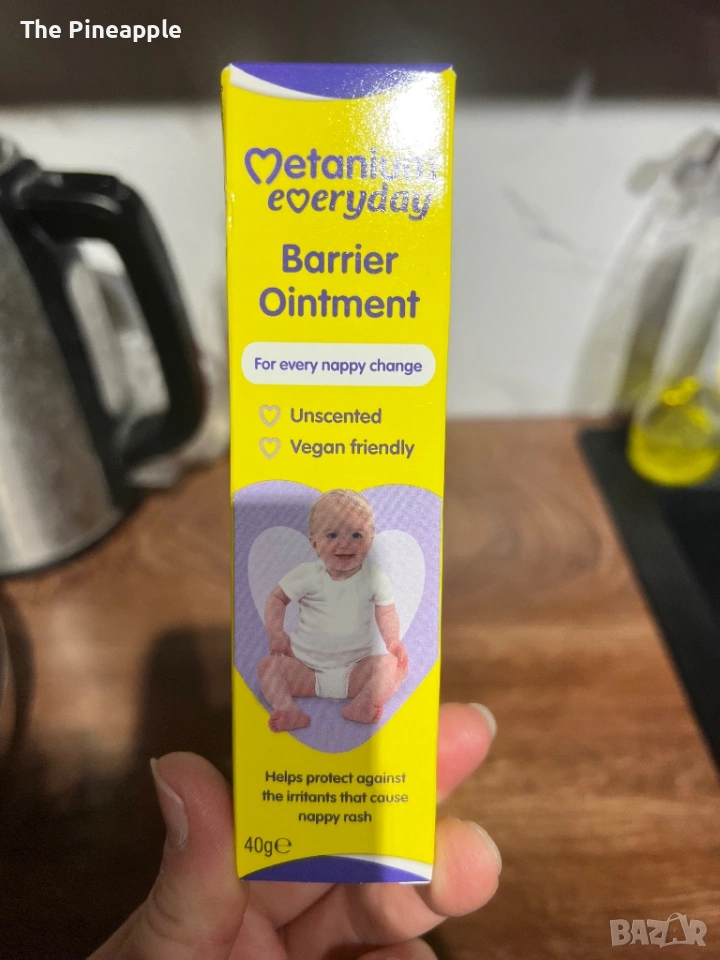 The Pineapple
Metanium
everyday
Barrier
Ointment
For every nappy change
Unscented
Vegan friendly
Helps protect against
the irritants that cause
nappy rash
40g℮
BAZAR